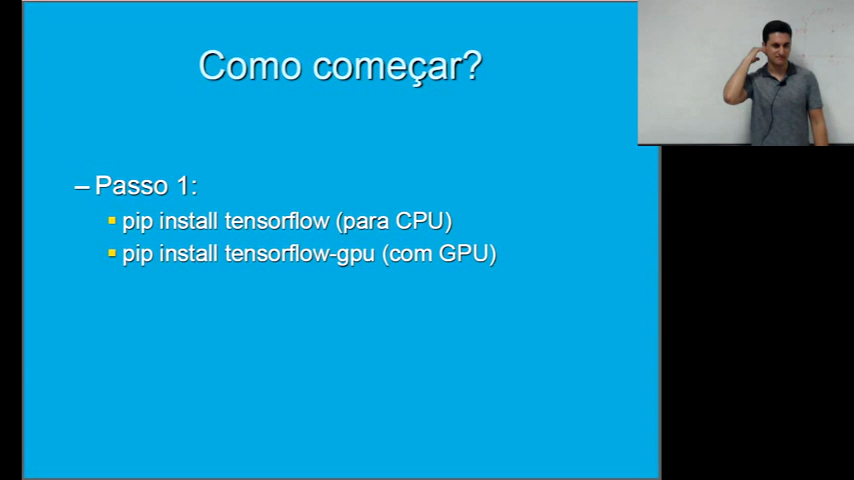 Como começar?
– Passo 1:
▪ pip install tensorflow (para CPU)
▪ pip install tensorflow-gpu (com GPU)